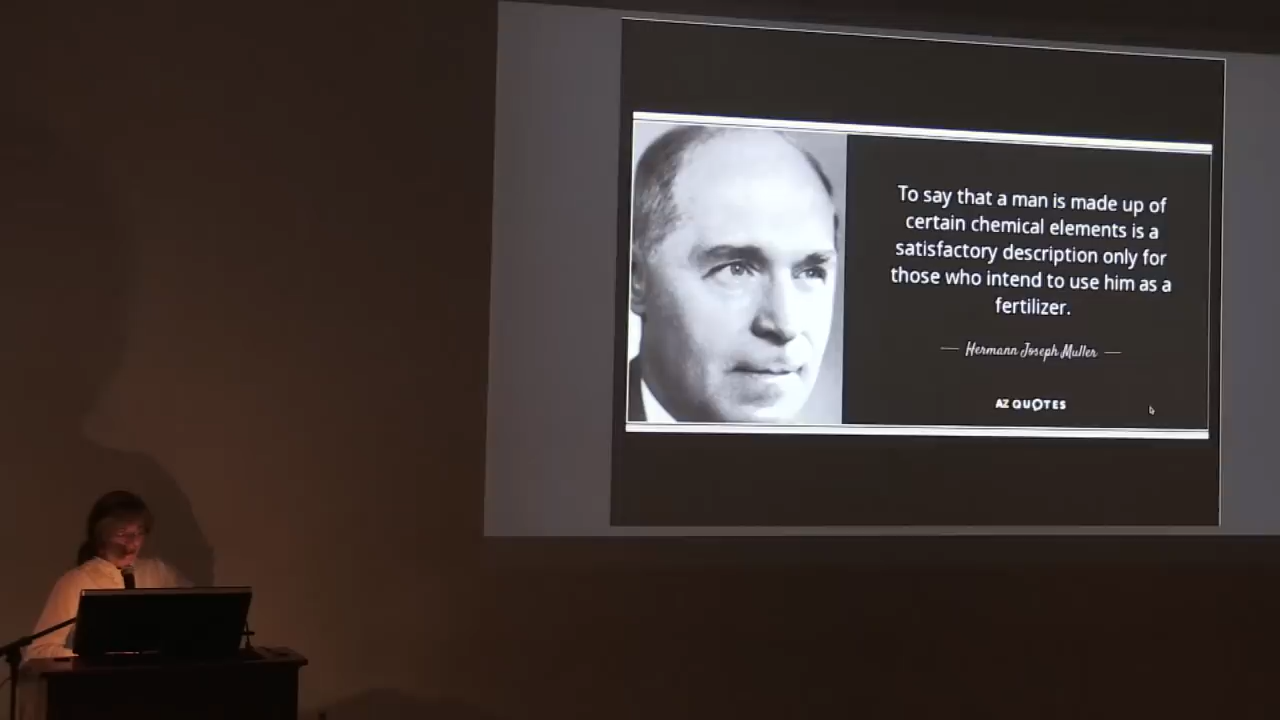 To say that a man is made up of
certain chemical elements is a
satisfactory description only for
those who intend to use him as a
fertilizer.
— Hermann Joseph Muller —
AZ QUOTES